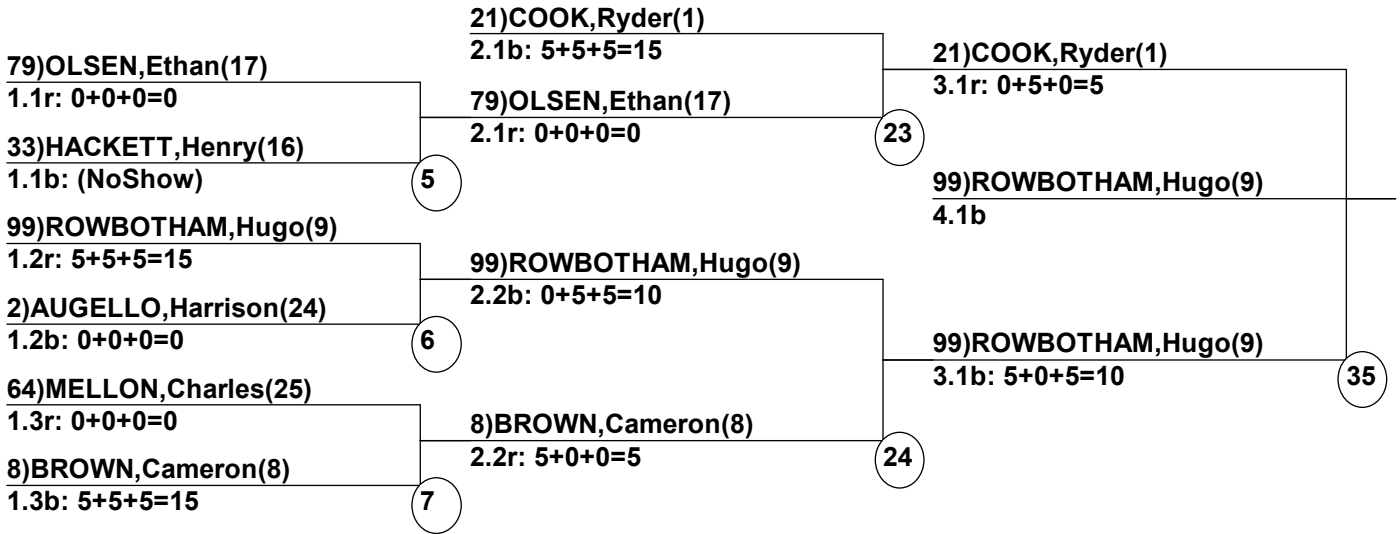 79)OLSEN,Ethan(17)
1.1r: 0+0+0=0
33)HACKETT,Henry(16)
1.1b: (NoShow)
5
99)ROWBOTHAM,Hugo(9)
1.2r: 5+5+5=15
2)AUGELLO,Harrison(24)
1.2b: 0+0+0=0
6
64)MELLON,Charles(25)
1.3r: 0+0+0=0
8)BROWN,Cameron(8)
1.3b: 5+5+5=15
7
21)COOK,Ryder(1)
2.1b: 5+5+5=15
79)OLSEN,Ethan(17)
2.1r: 0+0+0=0
23
99)ROWBOTHAM,Hugo(9)
2.2b: 0+5+5=10
8)BROWN,Cameron(8)
2.2r: 5+0+0=5
24
21)COOK,Ryder(1)
3.1r: 0+5+0=5
99)ROWBOTHAM,Hugo(9)
4.1b
99)ROWBOTHAM,Hugo(9)
3.1b: 5+0+5=10
35